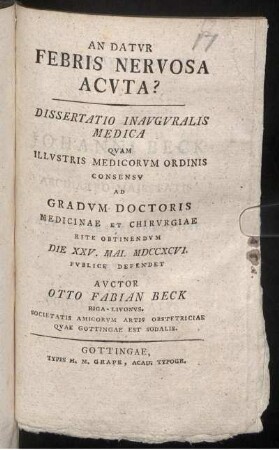 17
AN DATVR
FEBRIS NERVOSA
ACVTA?
DISSERTATIO INAVGVRALIS
MEDICA
QVAM
ILLVSTRIS MEDICORVM ORDINIS
CONSENSV
AD
GRADVM DOCTORIS
MEDICINAE ET CHIRVRGIAE
RITE OBTINENDVM
DIE XXV. MAI. MDCCXCVI.
PVBLICE DEFENDET
AVCTOR
OTTO FABIAN BECK
RIGA-LIVONVS,
SOCIETATIS AMICORVM ARTIS OBSTETRICIAE
QVAE GOTTINGAE EST SODALIS.
GOTTINGAE,
TYPIS H. M. GRAPE, ACAD. TYPOGR.